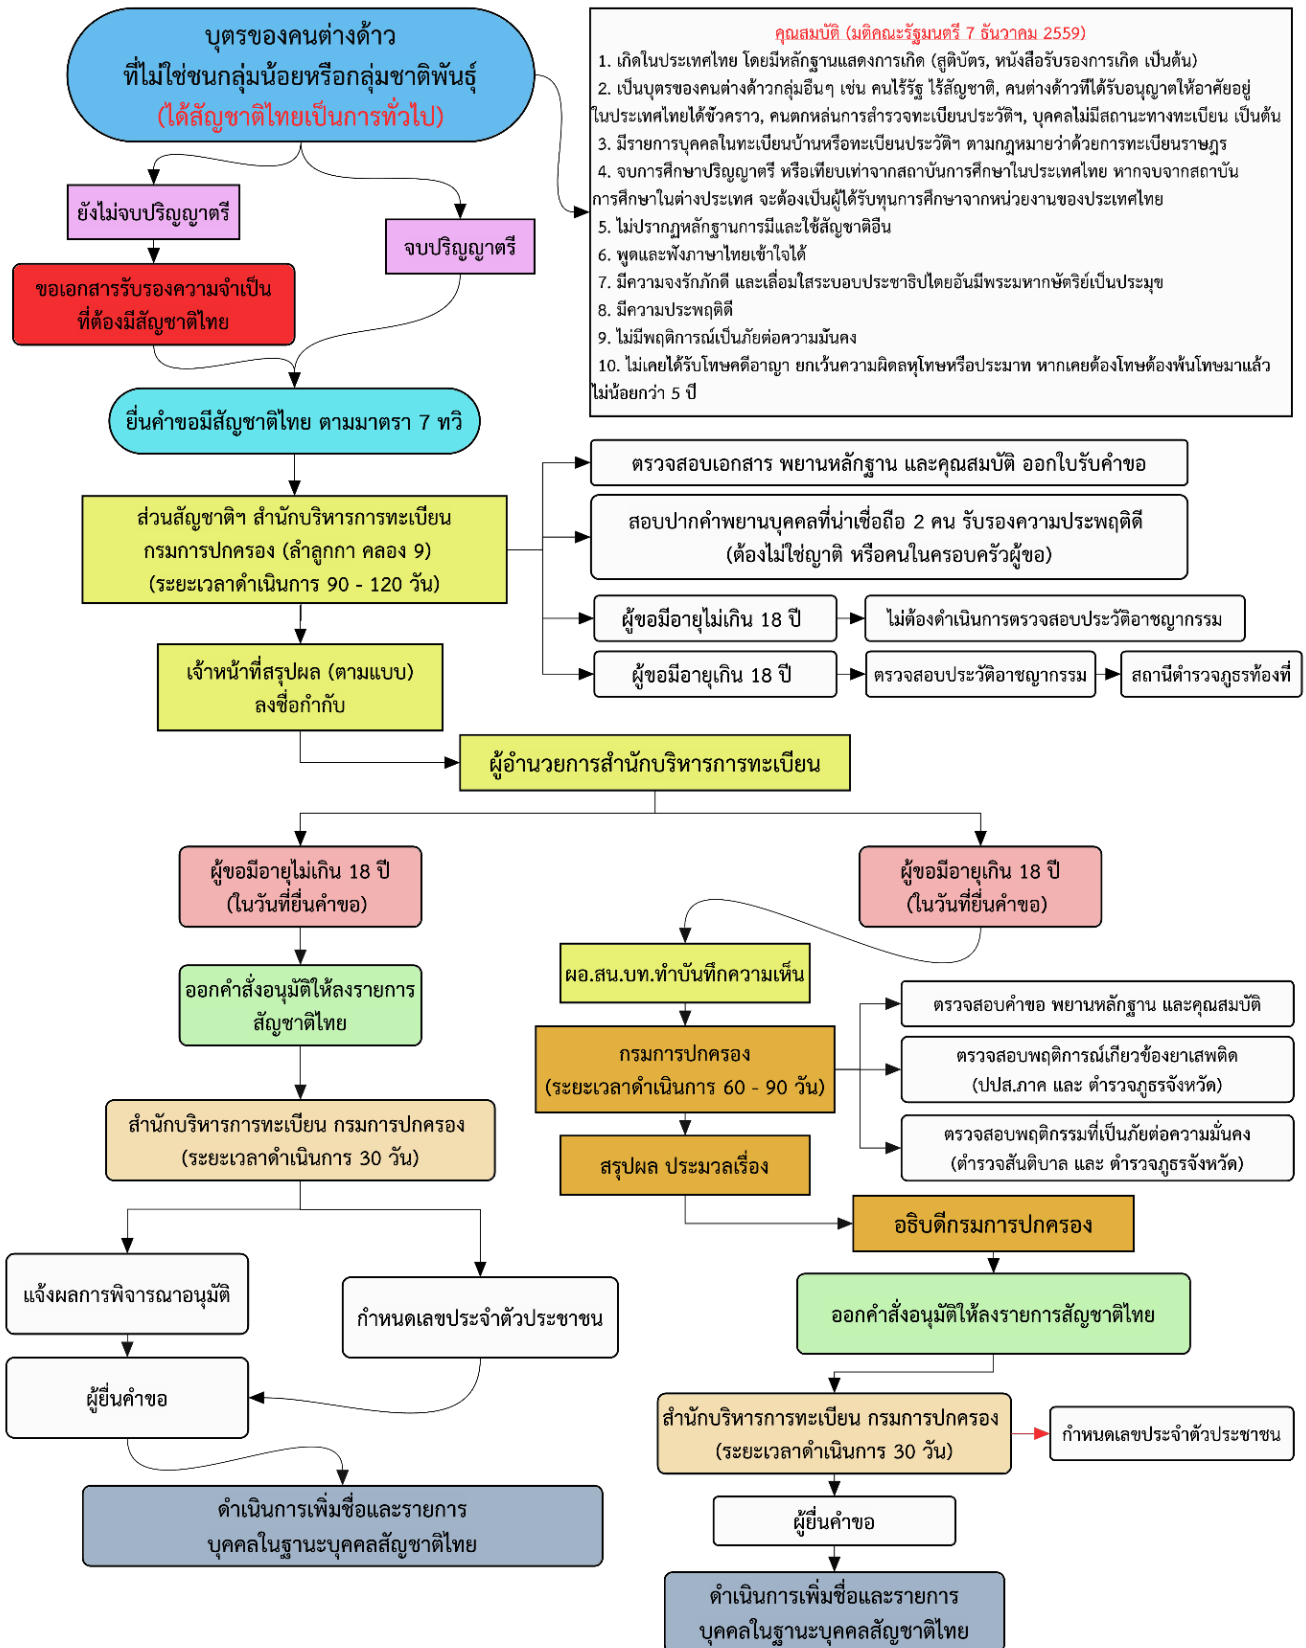 บุตรของคนต่างด้าว
ที่ไม่ใช่ชนกลุ่มน้อยหรือกลุ่มชาติพันธุ์
(ได้สัญชาติไทยเป็นการทั่วไป)
คุณสมบัติ (มติคณะรัฐมนตรี 7 ธันวาคม 2559)
1. เกิดในประเทศไทย โดยมีหลักฐานแสดงการเกิด (สูติบัตร, หนังสือรับรองการเกิด เป็นต้น)
2. เป็นบุตรของคนต่างด้าวกลุ่มอื่นๆ เช่น คนไร้รัฐ ไร้สัญชาติ, คนต่างด้าวที่ได้รับอนุญาตให้อาศัยอยู่
ในประเทศไทยได้ชั่วคราว, คนตกหล่นการสำรวจทะเบียนประวัติฯ, บุคคลไม่มีสถานะทางทะเบียน เป็นต้น
3. มีรายการบุคคลในทะเบียนบ้านหรือทะเบียนประวัติฯ ตามกฎหมายว่าด้วยการทะเบียนราษฎร
4. จบการศึกษาปริญญาตรี หรือเทียบเท่าจากสถาบันการศึกษาในประเทศไทย หากจบจากสถาบัน
การศึกษาในต่างประเทศ จะต้องเป็นผู้ได้รับทุนการศึกษาจากหน่วยงานของประเทศไทย
5. ไม่ปรากฏหลักฐานการมีและใช้สัญชาติอื่น
6. พูดและฟังภาษาไทยเข้าใจได้
7. มีความจงรักภักดี และเลื่อมใสระบอบประชาธิปไตยอันมีพระมหากษัตริย์เป็นประมุข
8. มีความประพฤติดี
9. ไม่มีพฤติการณ์เป็นภัยต่อความมั่นคง
10. ไม่เคยได้รับโทษคดีอาญา ยกเว้นความผิดลหุโทษหรือประมาท หากเคยต้องโทษต้องพ้นโทษมาแล้ว
ไม่น้อยกว่า 5 ปี
ยังไม่จบปริญญาตรี
จบปริญญาตรี
ขอเอกสารรับรองความจำเป็น
ที่ต้องมีสัญชาติไทย
ยื่นคำขอมีสัญชาติไทย ตามมาตรา 7 ทวิ
ส่วนสัญชาติฯ สำนักบริหารการทะเบียน
กรมการปกครอง (ลำลูกกา คลอง 9)
(ระยะเวลาดำเนินการ 90 - 120 วัน)
ตรวจสอบเอกสาร พยานหลักฐาน และคุณสมบัติ ออกใบรับคำขอ
สอบปากคำพยานบุคคลที่น่าเชื่อถือ 2 คน รับรองความประพฤติดี
(ต้องไม่ใช่ญาติ หรือคนในครอบครัวผู้ขอ)
ผู้ขอมีอายุไม่เกิน 18 ปี
ไม่ต้องดำเนินการตรวจสอบประวัติอาชญากรรม
ผู้ขอมีอายุเกิน 18 ปี
ตรวจสอบประวัติอาชญากรรม
สถานีตำรวจภูธรท้องที่
เจ้าหน้าที่สรุปผล (ตามแบบ)
ลงชื่อกำกับ
ผู้อำนวยการสำนักบริหารการทะเบียน
ผู้ขอมีอายุไม่เกิน 18 ปี
(ในวันที่ยื่นคำขอ)
ผู้ขอมีอายุเกิน 18 ปี
(ในวันที่ยื่นคำขอ)
ออกคำสั่งอนุมัติให้ลงรายการ
สัญชาติไทย
ผอ.สน.บท.ทำบันทึกความเห็น
กรมการปกครอง
(ระยะเวลาดำเนินการ 60 - 90 วัน)
ตรวจสอบคำขอ พยานหลักฐาน และคุณสมบัติ
ตรวจสอบพฤติการณ์เกี่ยวข้องยาเสพติด
(ปปส.ภาค และ ตำรวจภูธรจังหวัด)
ตรวจสอบพฤติกรรมที่เป็นภัยต่อความมั่นคง
(ตำรวจสันติบาล และ ตำรวจภูธรจังหวัด)
สำนักบริหารการทะเบียน กรมการปกครอง
(ระยะเวลาดำเนินการ 30 วัน)
สรุปผล ประมวลเรื่อง
อธิบดีกรมการปกครอง
แจ้งผลการพิจารณาอนุมัติ
กำหนดเลขประจำตัวประชาชน
ออกคำสั่งอนุมัติให้ลงรายการสัญชาติไทย
ผู้ยื่นคำขอ
สำนักบริหารการทะเบียน กรมการปกครอง
(ระยะเวลาดำเนินการ 30 วัน)
กำหนดเลขประจำตัวประชาชน
ดำเนินการเพิ่มชื่อและรายการ
บุคคลในฐานะบุคคลสัญชาติไทย
ผู้ยื่นคำขอ
ดำเนินการเพิ่มชื่อและรายการ
บุคคลในฐานะบุคคลสัญชาติไทย